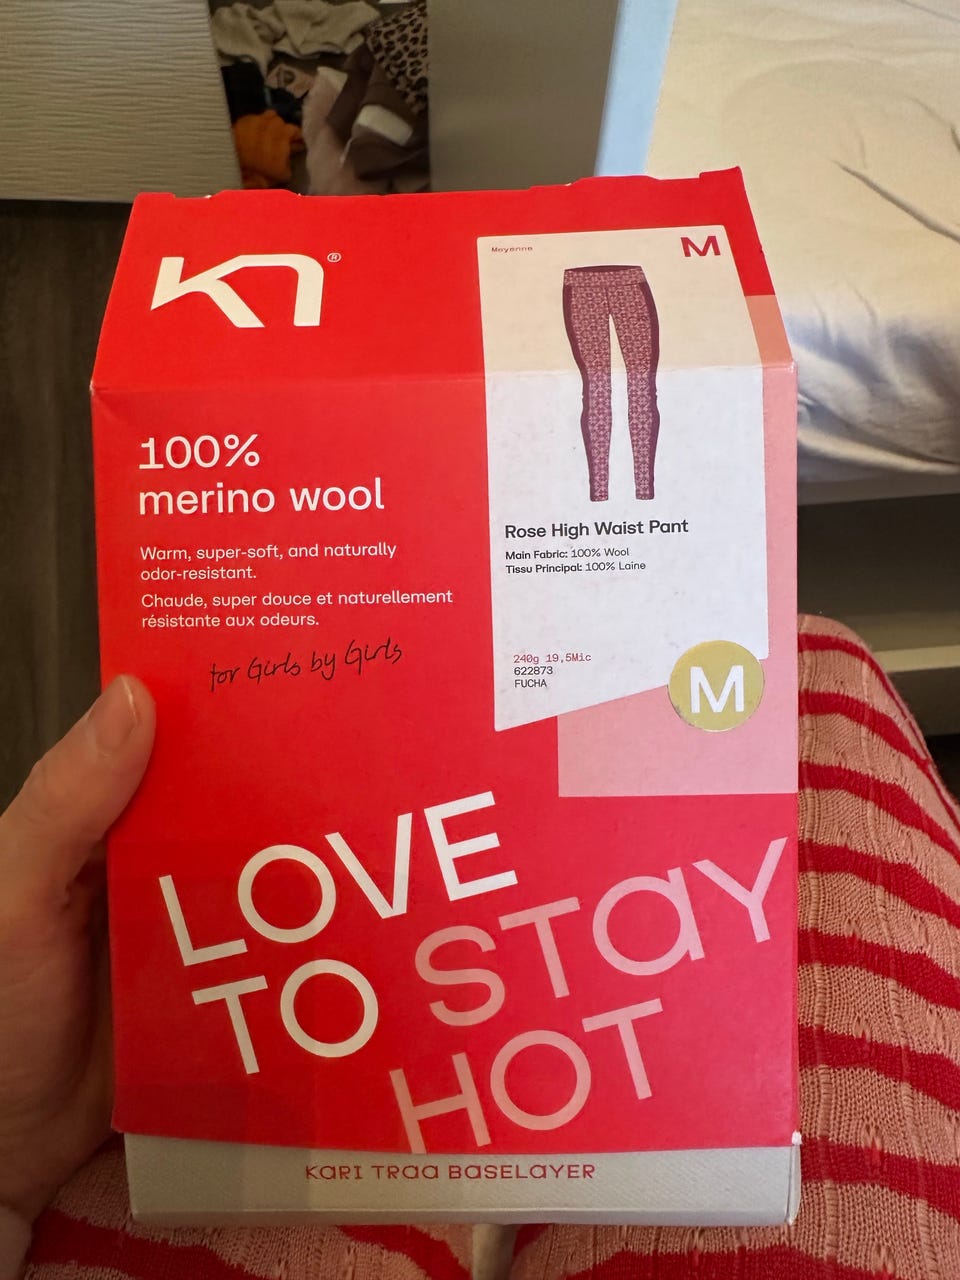 ®
Moyenne
M
100%
merino wool
Warm, super-soft, and naturally
odor-resistant.
Chaude, super douce et naturellement
résistante aux odeurs.
for Girls by Girls
Rose High Waist Pant
Main Fabric: 100% Wool
Tissu Principal: 100% Laine
240g 19,5Mic
622873
FUCHA
M
LOVE
TO STAY
HOT
KARI TRAA BASELAYER